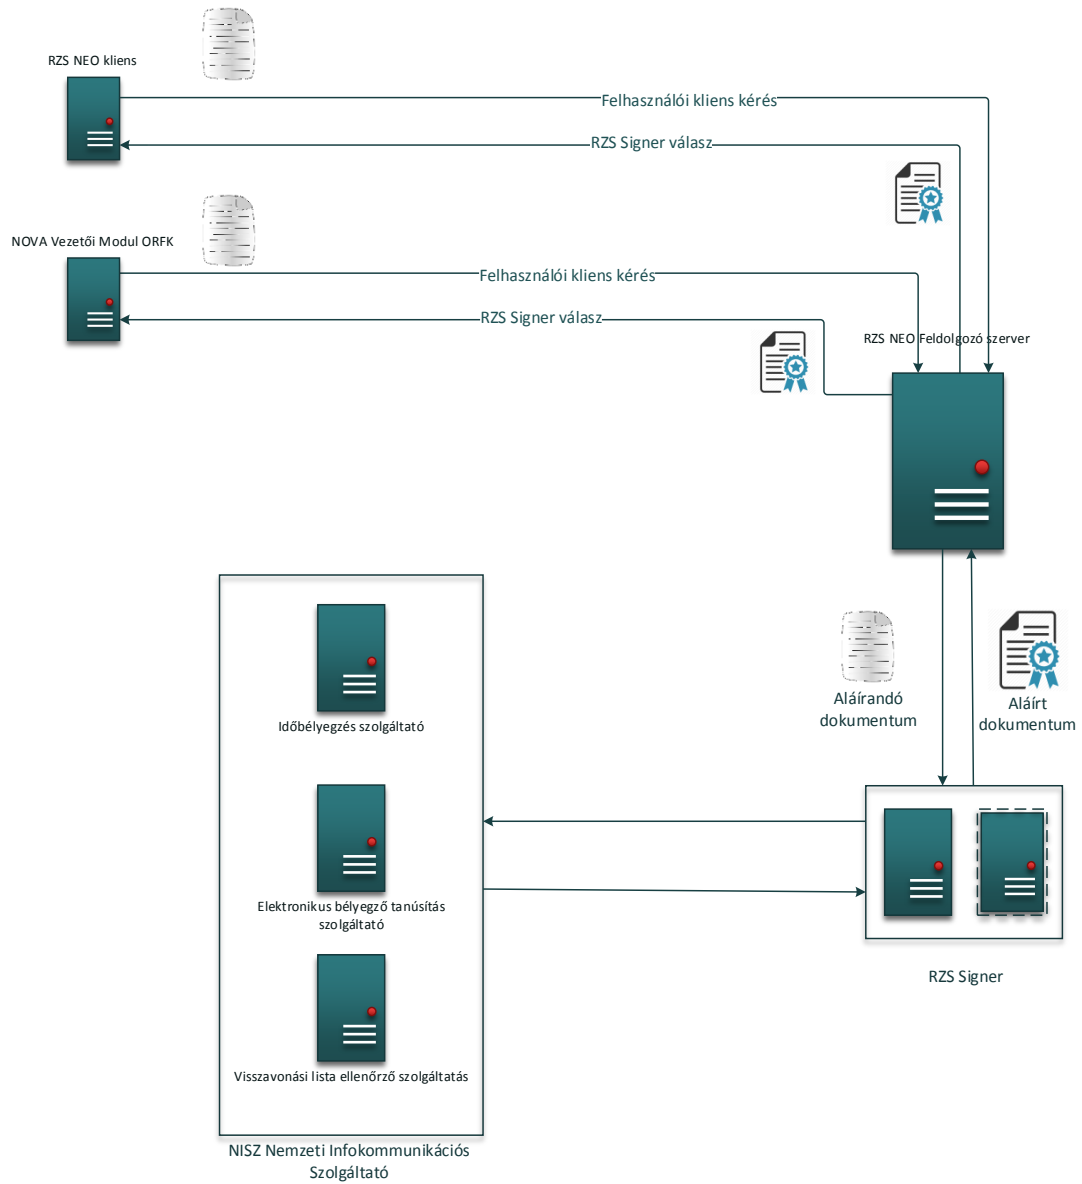 RZS NEO kliens
Felhasználói kliens kérés
RZS Signer válasz
NOVA Vezetői Modul ORFK
Felhasználói kliens kérés
RZS Signer válasz
RZS NEO Feldolgozó szerver
Aláírandó
dokumentum
Aláírt
dokumentum
Időbélyegzés szolgáltató
Elektronikus bélyegző tanúsítás
szolgáltató
RZS Signer
Visszavonási lista ellenőrző szolgáltatás
NISZ Nemzeti Infokommunikációs
Szolgáltató